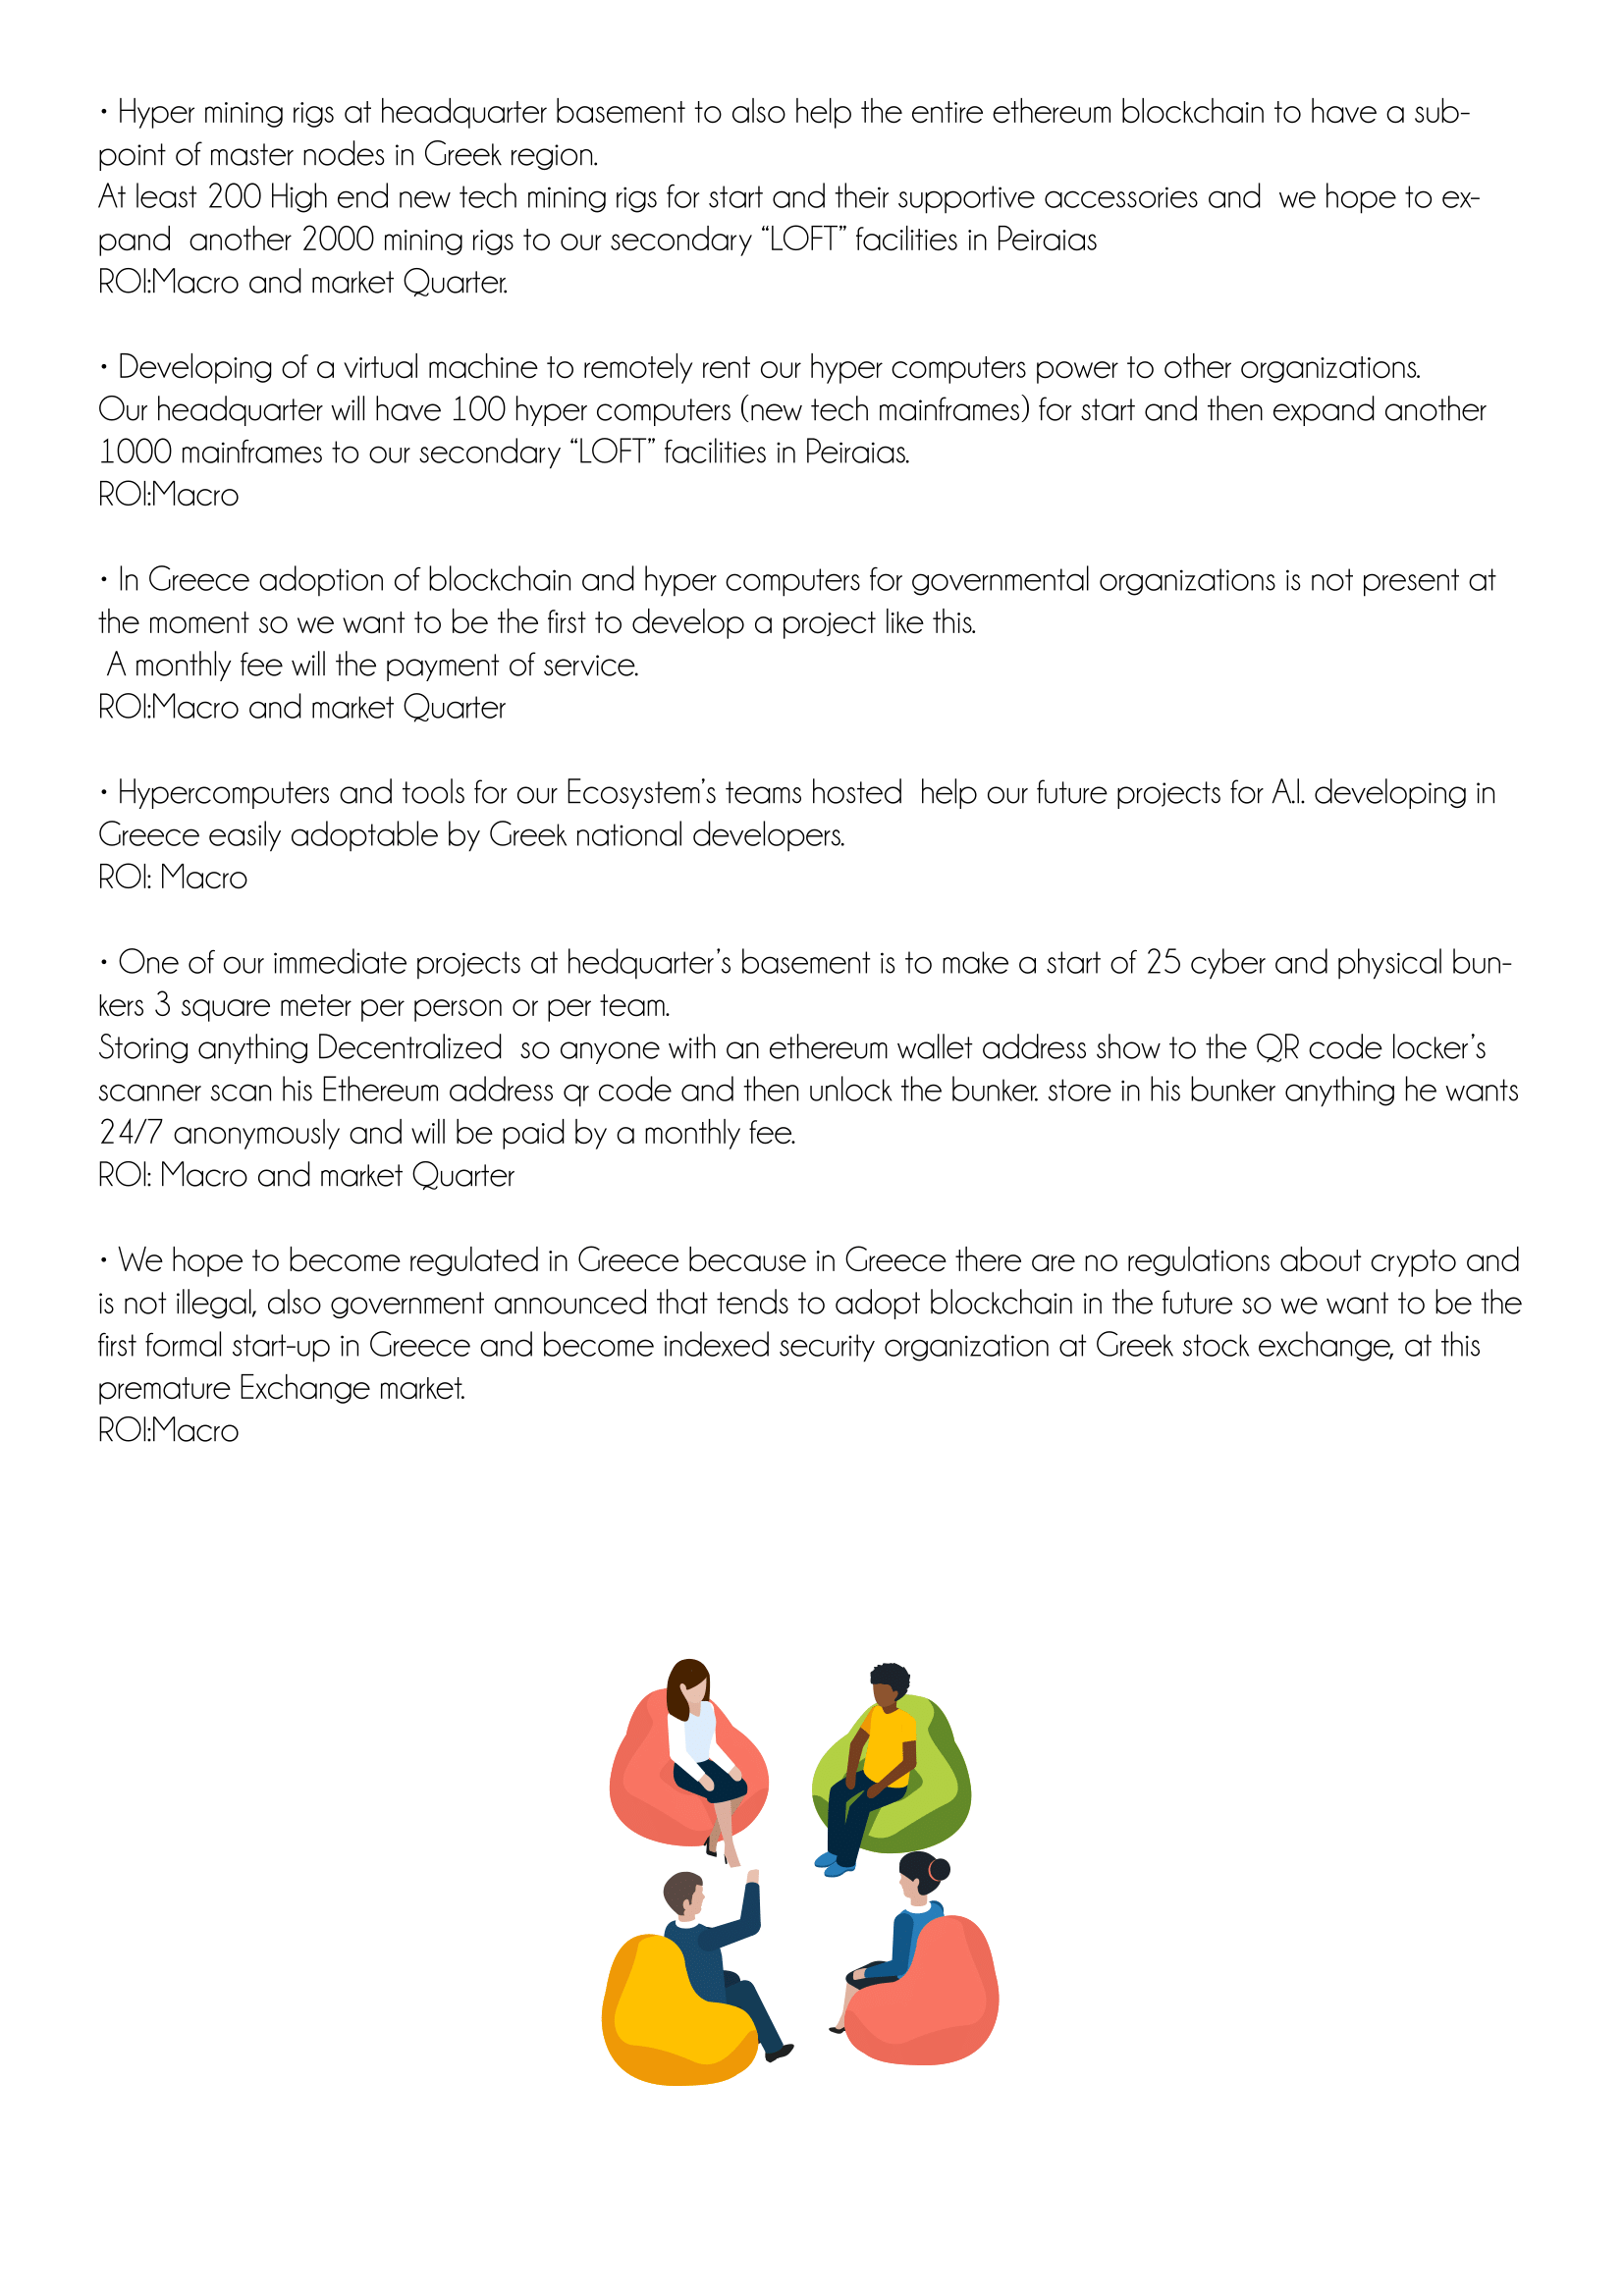 • Hyper mining rigs at headquarter basement to also help the entire ethereum blockchain to have a sub-
point of master nodes in Greek region.
At least 200 High end new tech mining rigs for start and their supportive accessories and  we hope to ex-
pand  another 2000 mining rigs to our secondary “LOFT” facilities in Peiraias
ROI:Macro and market Quarter.
• Developing of a virtual machine to remotely rent our hyper computers power to other organizations.
Our headquarter will have 100 hyper computers (new tech mainframes) for start and then expand another
1000 mainframes to our secondary “LOFT” facilities in Peiraias.
ROI:Macro
• In Greece adoption of blockchain and hyper computers for governmental organizations is not present at
the moment so we want to be the first to develop a project like this.
A monthly fee will the payment of service.
ROI:Macro and market Quarter
• Hypercomputers and tools for our Ecosystem’s teams hosted  help our future projects for A.I. developing in
Greece easily adoptable by Greek national developers.
ROI: Macro
• One of our immediate projects at hedquarter’s basement is to make a start of 25 cyber and physical bun-
kers 3 square meter per person or per team.
Storing anything Decentralized  so anyone with an ethereum wallet address show to the QR code locker’s
scanner scan his Ethereum address qr code and then unlock the bunker. store in his bunker anything he wants
24/7 anonymously and will be paid by a monthly fee.
ROI: Macro and market Quarter
• We hope to become regulated in Greece because in Greece there are no regulations about crypto and
is not illegal, also government announced that tends to adopt blockchain in the future so we want to be the
first formal start-up in Greece and become indexed security organization at Greek stock exchange, at this
premature Exchange market.
ROI:Macro